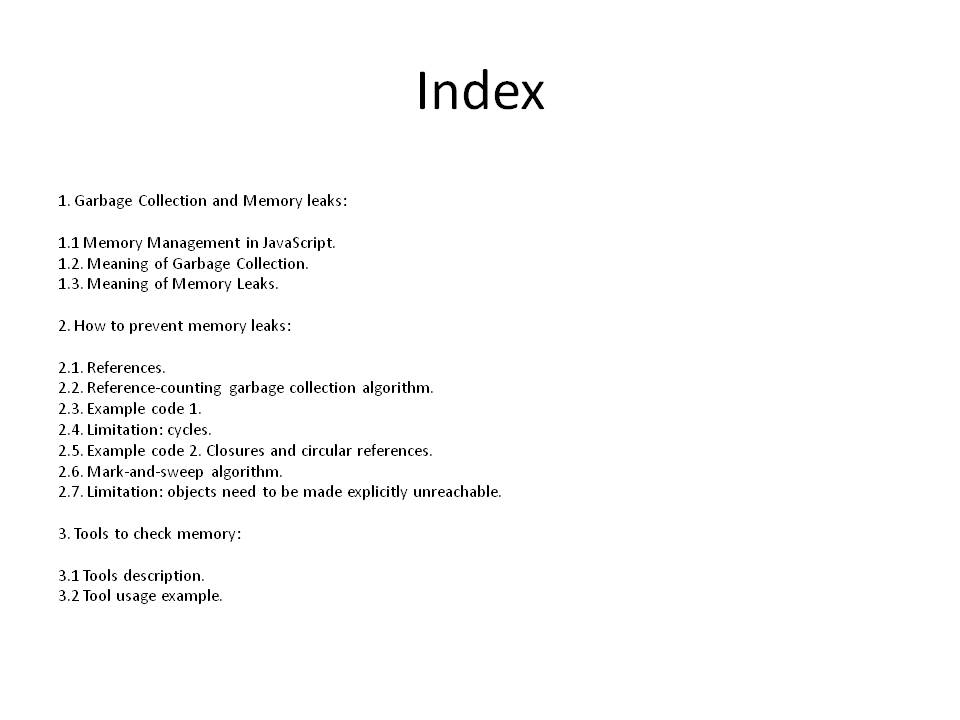 Index
1. Garbage Collection and Memory leaks:
1.1 Memory Management in JavaScript.
1.2. Meaning of Garbage Collection.
1.3. Meaning of Memory Leaks.
2. How to prevent memory leaks:
2.1. References.
2.2. Reference-counting garbage collection algorithm.
2.3. Example code 1.
2.4. Limitation: cycles.
2.5. Example code 2. Closures and circular references.
2.6. Mark-and-sweep algorithm.
2.7. Limitation: objects need to be made explicitly unreachable.
3. Tools to check memory:
3.1 Tools description.
3.2 Tool usage example.